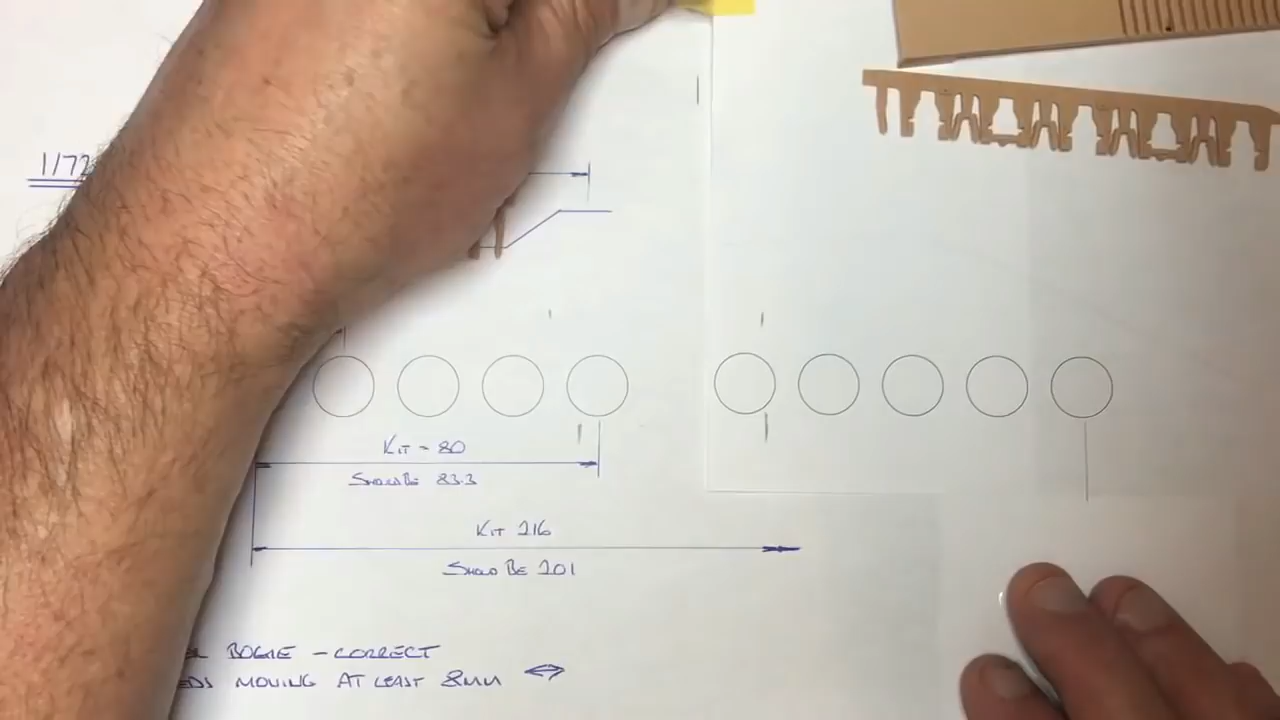 1/72
KIT - 80
SHOULD BE 83.3
KIT 216
SHOULD BE 201
BOGIE - CORRECT
MOVING AT LEAST 8MM